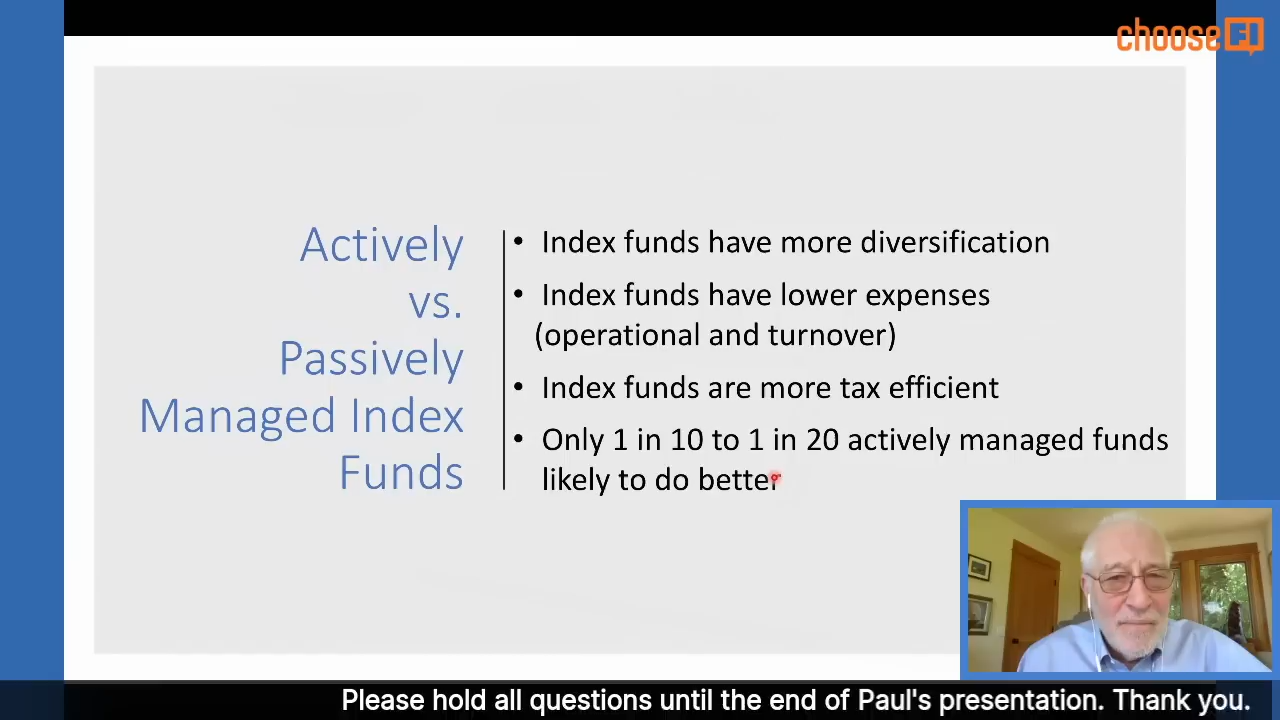 chooseFI
Actively
vs.
Passively
Managed Index
Funds
• Index funds have more diversification
• Index funds have lower expenses
(operational and turnover)
• Index funds are more tax efficient
• Only 1 in 10 to 1 in 20 actively managed funds
likely to do better
Please hold all questions until the end of Paul's presentation. Thank you.